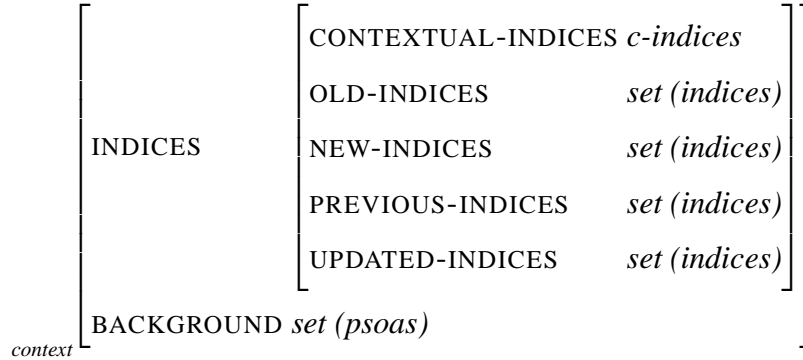 CONTEXTUAL-INDICES c-indices
OLD-INDICES set (indices)
INDICES NEW-INDICES set (indices)
PREVIOUS-INDICES set (indices)
UPDATED-INDICES set (indices)
BACKGROUND set (psoas)
context